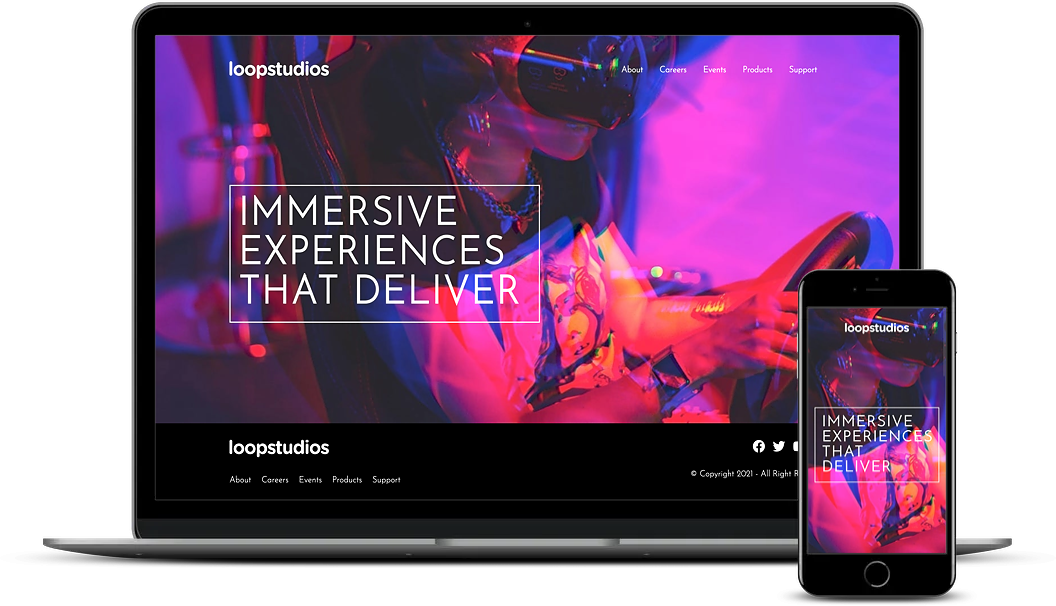 loopstudios
About Careers Events Products Support
IMMERSIVE
EXPERIENCES
THAT DELIVER
loopstudios
About Careers Events Products Support
© Copyright 2021 - All Right
loopstudios
IMMERSIVE
EXPERIENCES
THAT
DELIVER